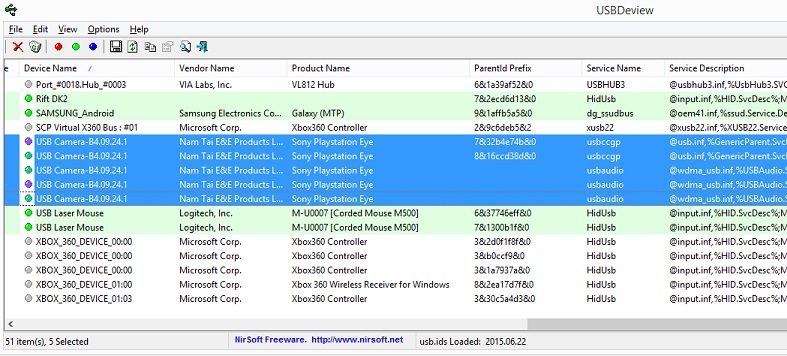 USBDeview
File Edit View Options Help
e Device Name / Vendor Name Product Name ParentId Prefix Service Name Service Description
Port_#0018.Hub_#0003 VIA Labs, Inc. VL812 Hub 6&1a39af52&0 USBHUB3 @usbhub3.inf,%UsbHub3.SVC
Rift DK2 7&2ecd6d13&0 HidUsb @input.inf,%HID.SvcDesc%;M
SAMSUNG_Android Samsung Electronics Co... Galaxy (MTP) 9&1affb5a5&0 dg_ssudbus @oem41.inf,%ssud.Service.De
SCP Virtual X360 Bus : #01 Microsoft Corp. Xbox360 Controller 2&9c6deb5&2 xusb22 @xusb22.inf,%XUSB22.Service
USB Camera-B4.09.24.1 Nam Tai E&E Products L... Sony Playstation Eye 7&32b4e74b&0 usbccgp @usb.inf,%GenericParent.Svc
USB Camera-B4.09.24.1 Nam Tai E&E Products L... Sony Playstation Eye 8&16ccd38d&0 usbccgp @usb.inf,%GenericParent.Svc
USB Camera-B4.09.24.1 Nam Tai E&E Products L... Sony Playstation Eye usbaudio @wdma_usb.inf,%USBAudio.S
USB Camera-B4.09.24.1 Nam Tai E&E Products L... Sony Playstation Eye usbaudio @wdma_usb.inf,%USBAudio.S
USB Camera-B4.09.24.1 Nam Tai E&E Products L... Sony Playstation Eye usbaudio @wdma_usb.inf,%USBAudio.S
USB Laser Mouse Logitech, Inc. M-U0007 [Corded Mouse M500] 6&37746eff&0 HidUsb @input.inf,%HID.SvcDesc%;M
USB Laser Mouse Logitech, Inc. M-U0007 [Corded Mouse M500] 7&1300b1f&0 HidUsb @input.inf,%HID.SvcDesc%;M
XBOX_360_DEVICE_00:00 Microsoft Corp. Xbox360 Controller 3&2d0f1f8f&0 HidUsb @input.inf,%HID.SvcDesc%;M
XBOX_360_DEVICE_00:00 Microsoft Corp. Xbox360 Controller 3&b0ccf9&0 HidUsb @input.inf,%HID.SvcDesc%;M
XBOX_360_DEVICE_00:00 Microsoft Corp. Xbox360 Controller 3&1a7937a&0 HidUsb @input.inf,%HID.SvcDesc%;M
XBOX_360_DEVICE_01:00 Microsoft Corp. Xbox 360 Wireless Receiver for Windows 8&2ea17d7f&0 HidUsb @input.inf,%HID.SvcDesc%;M
XBOX_360_DEVICE_01:03 Microsoft Corp. Xbox360 Controller 3&30c5a4d3&0 HidUsb @input.inf,%HID.SvcDesc%;M
51 item(s), 5 Selected NirSoft Freeware. http://www.nirsoft.net usb.ids Loaded: 2015.06.22